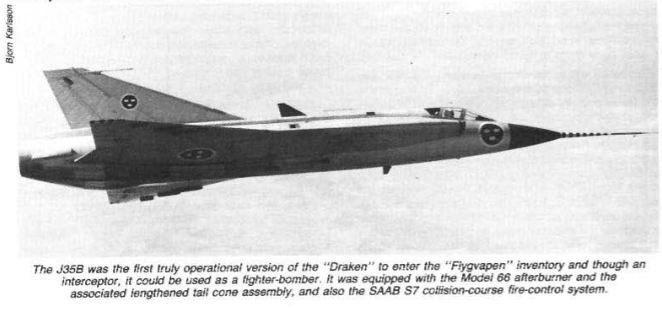 Bjorn Karlsson
The J35B was the first truly operational version of the "Draken" to enter the "Flygvapen" inventory and though an
interceptor, it could be used as a fighter-bomber. It was equipped with the Model 66 afterburner and the
associated lengthened tail cone assembly, and also the SAAB S7 collision-course fire-control system.